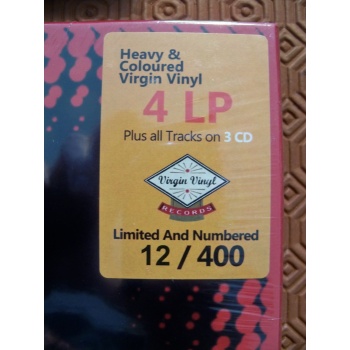 Heavy &
Coloured
Virgin Vinyl
4 LP
Plus all Tracks on 3 CD
Virgin Vinyl
RECORDS
Limited And Numbered
12 / 400